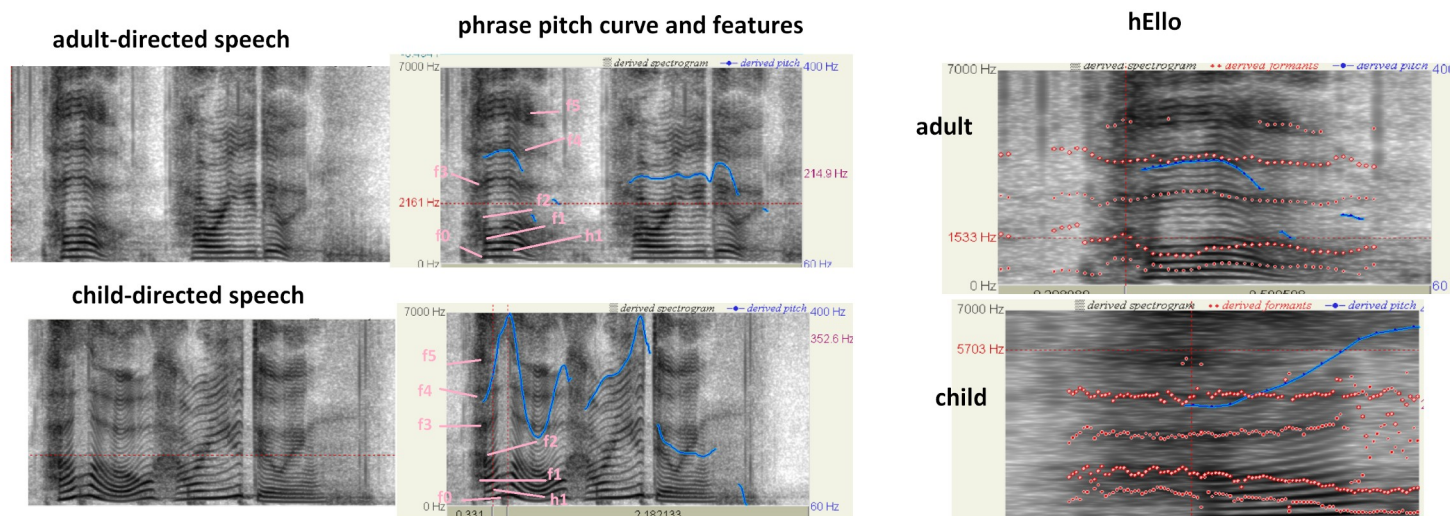 adult-directed speech
phrase pitch curve and features
hEllo
derived spectrogram
derived pitch
7000 Hz
400 Hz
f5
f4
f3
214.9 Hz
2161 Hz
f2
f1
f0
h1
0 Hz
60 Hz
adult
derived spectrogram
derived formants
derived pitch
7000 Hz
400
1533 Hz
0 Hz
60
child-directed speech
derived spectrogram
derived pitch
7000 Hz
400 Hz
352.6 Hz
f5
f4
f3
f2
f1
f0
h1
0 Hz
60 Hz
0.331
2.182133
child
derived spectrogram
derived formants
derived pitch
5703 Hz